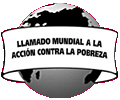 LLAMADO MUNDIAL A LA
ACCIÓN CONTRA LA POBREZA